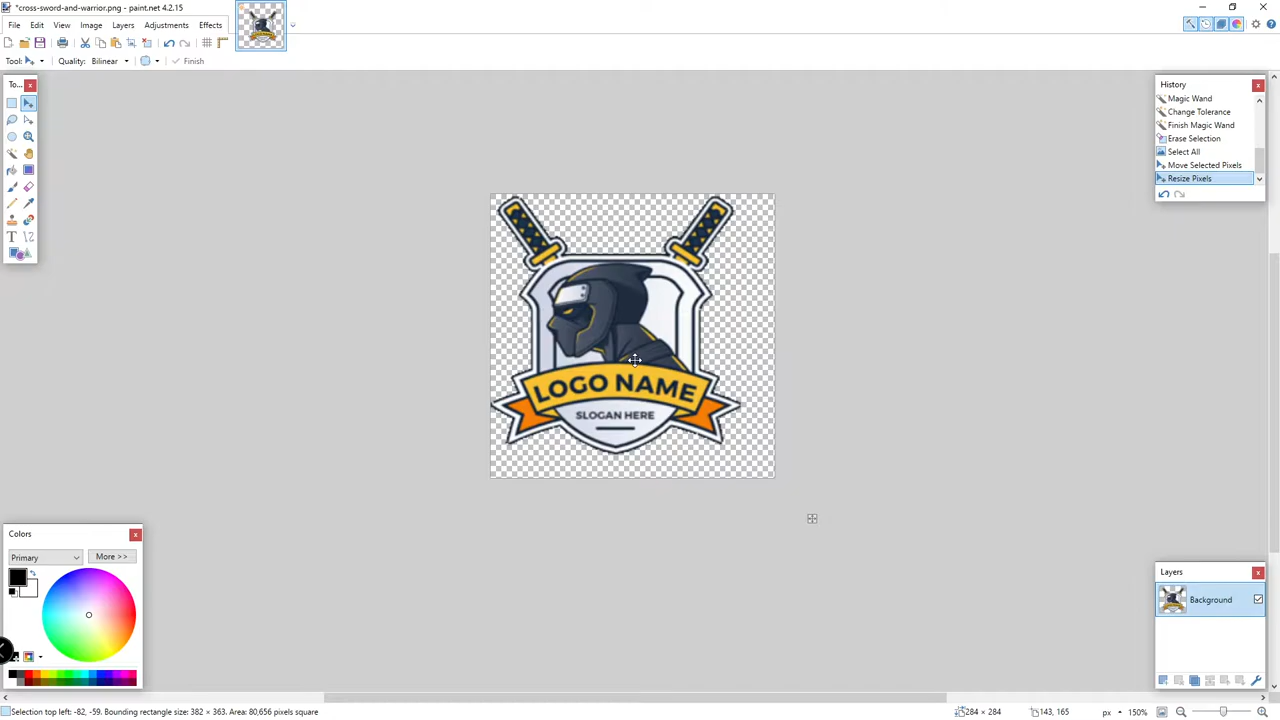 *cross-sword-and-warrior.png - paint.net 4.2.15
File Edit View Image Layers Adjustments Effects
Tool: Quality: Bilinear Finish
To...
History
Magic Wand
Change Tolerance
Finish Magic Wand
Erase Selection
Select All
Move Selected Pixels
Resize Pixels
LOGO NAME
SLOGAN HERE
Colors
Primary
More >>
Layers
Background
Selection top left: -82, -59. Bounding rectangle size: 382 × 363. Area: 80,656 pixels square
284 × 284
143, 165
px
150%